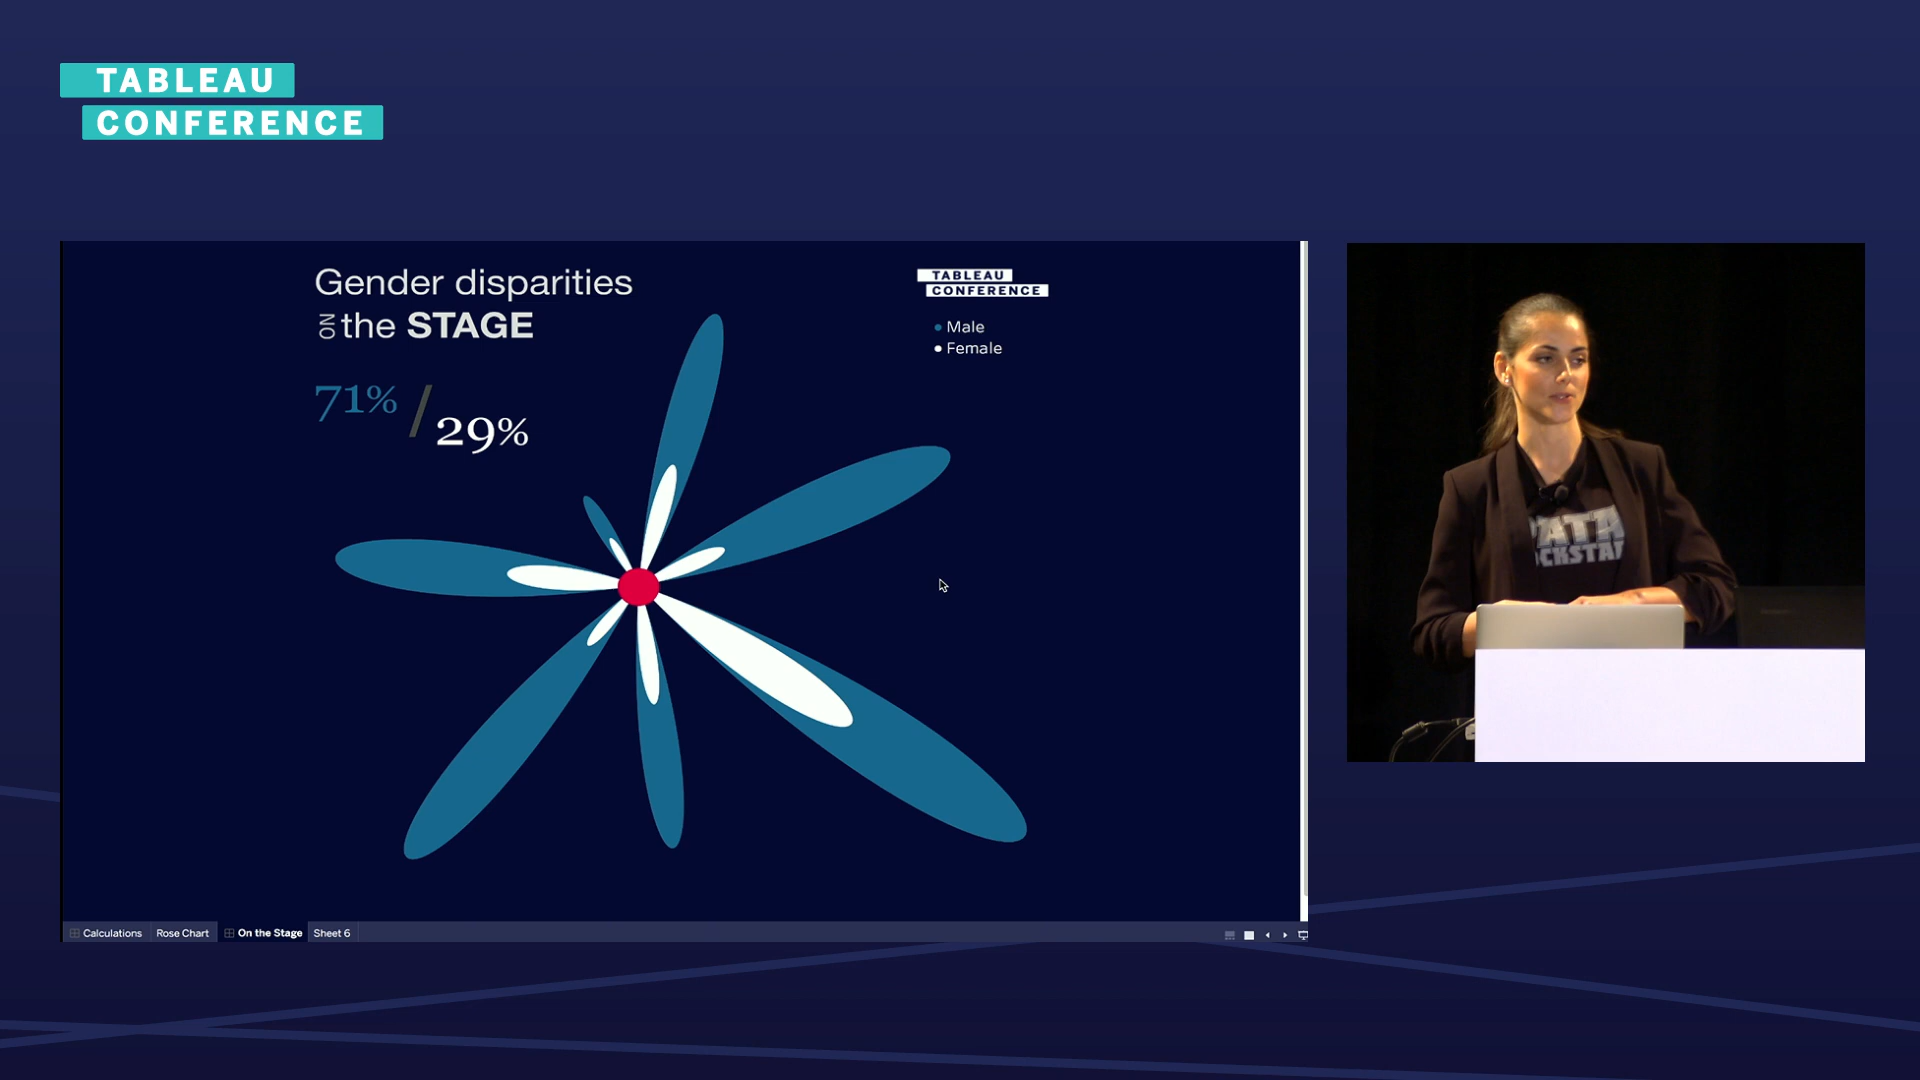 TABLEAU
CONFERENCE
Gender disparities
ON the STAGE
71% / 29%
TABLEAU
CONFERENCE
Male
Female
Calculations
Rose Chart
On the Stage
Sheet 6